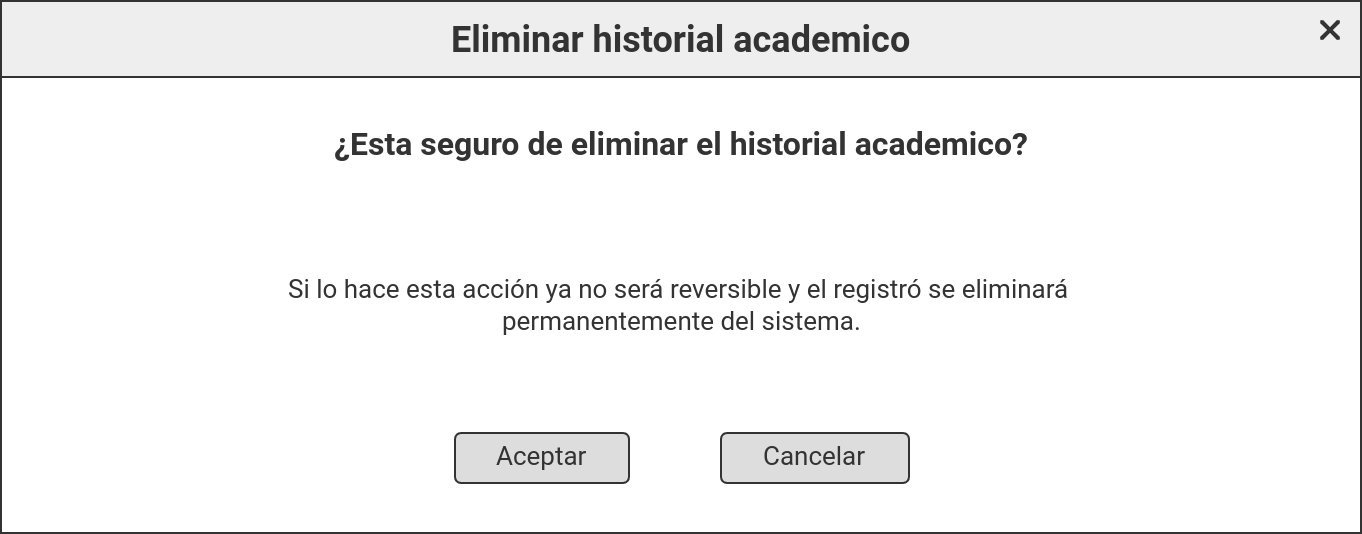 Eliminar historial academico
¿Esta seguro de eliminar el historial academico?
Si lo hace esta acción ya no será reversible y el registró se eliminará
permanentemente del sistema.
Aceptar
Cancelar